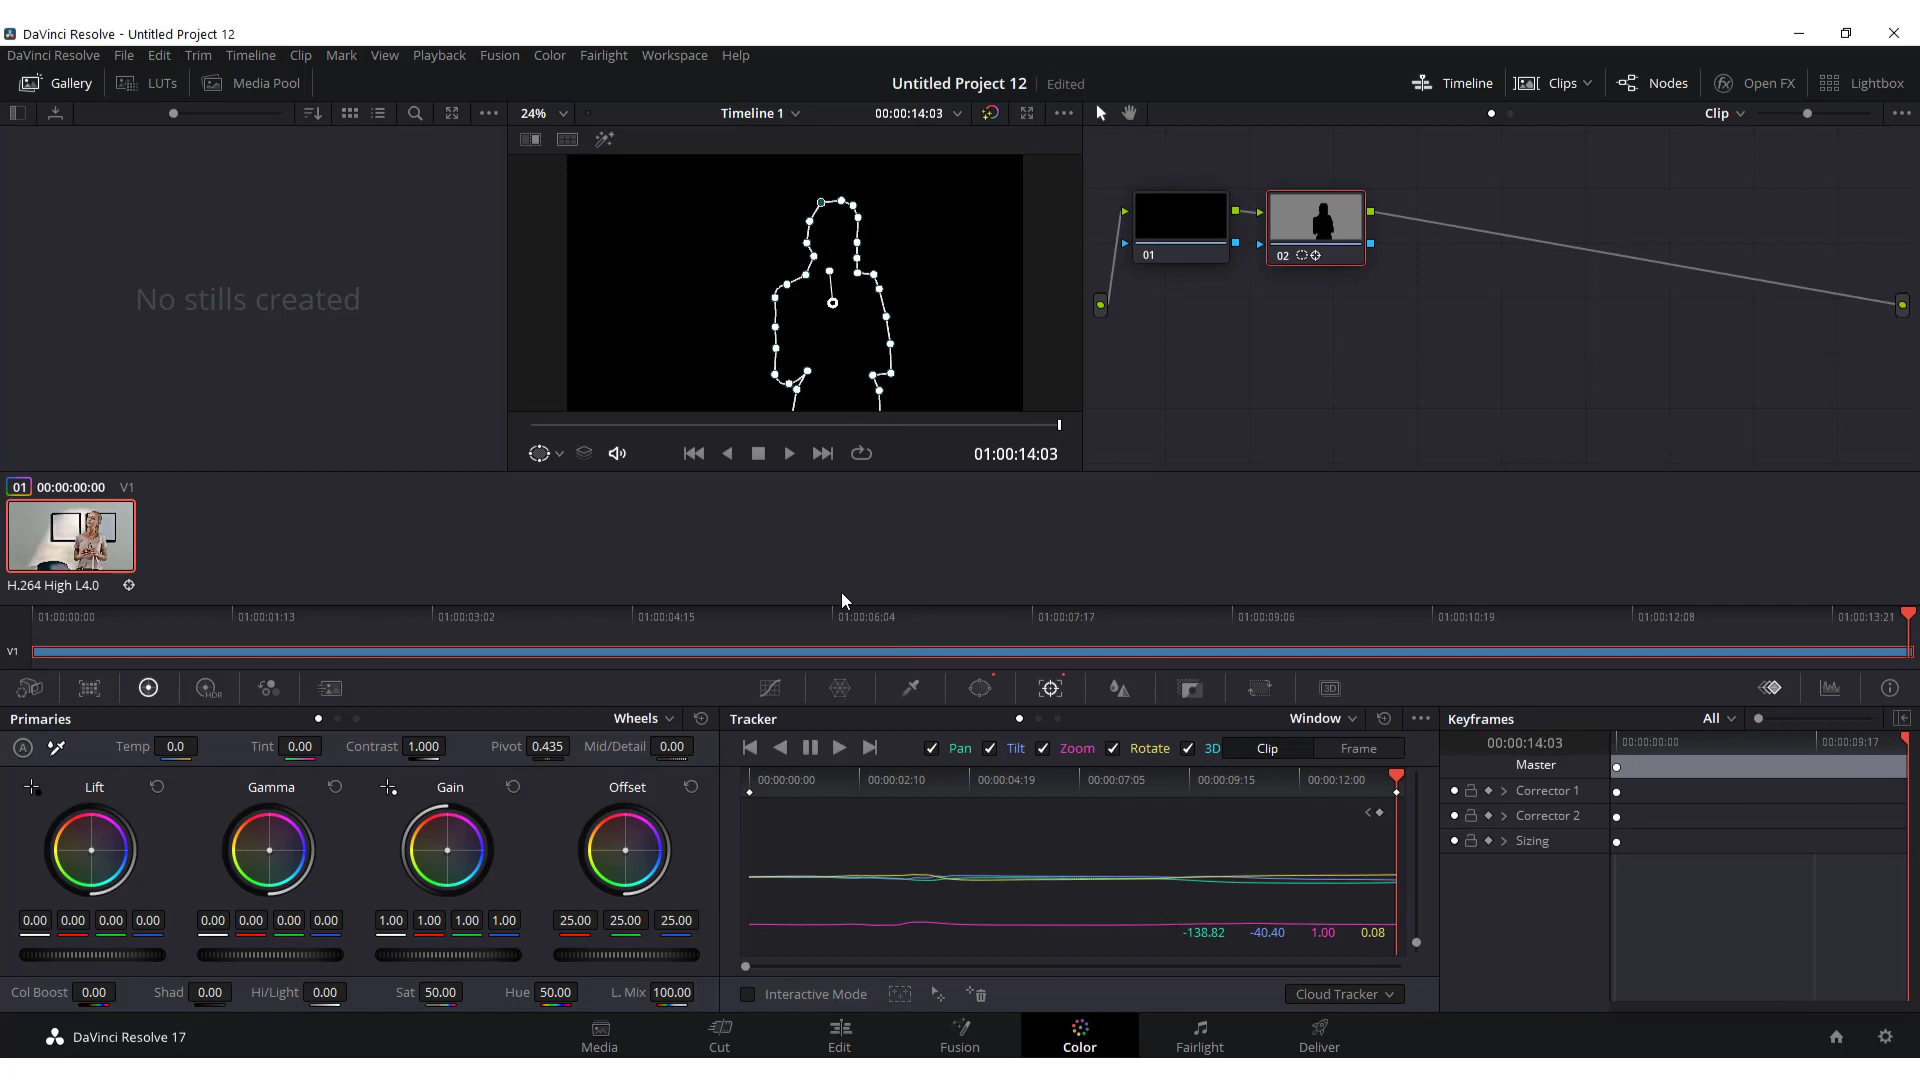 DaVinci Resolve - Untitled Project 12
DaVinci Resolve File Edit Trim Timeline Clip Mark View Playback Fusion Color Fairlight Workspace Help
Gallery LUTs Media Pool Untitled Project 12 Edited Timeline Clips Nodes Open FX Lightbox
24% Timeline 1 00:00:14:03 Clip
No stills created
01
02
01:00:14:03
01 00:00:00:00 V1
H.264 High L4.0
01:00:00:00 01:00:01:13 01:00:03:02 01:00:04:15 01:00:06:04 01:00:07:17 01:00:09:06 01:00:10:19 01:00:12:08 01:00:13:21
V1
HDR 3D
Primaries Wheels Tracker Window Keyframes All
A Temp 0.0 Tint 0.00 Contrast 1.000 Pivot 0.435 Mid/Detail 0.00 Pan Tilt Zoom Rotate 3D Clip Frame 00:00:14:03 00:00:00:00 00:00:09:17
Master
Lift Gamma Gain Offset 00:00:00:00 00:00:02:10 00:00:04:19 00:00:07:05 00:00:09:15 00:00:12:00 Corrector 1
Corrector 2
Sizing
0.00 0.00 0.00 0.00 0.00 0.00 0.00 0.00 1.00 1.00 1.00 1.00 25.00 25.00 25.00 -138.82 -40.40 1.00 0.08
Col Boost 0.00 Shad 0.00 Hi/Light 0.00 Sat 50.00 Hue 50.00 L. Mix 100.00 Interactive Mode Cloud Tracker
DaVinci Resolve 17 Media Cut Edit Fusion Color Fairlight Deliver